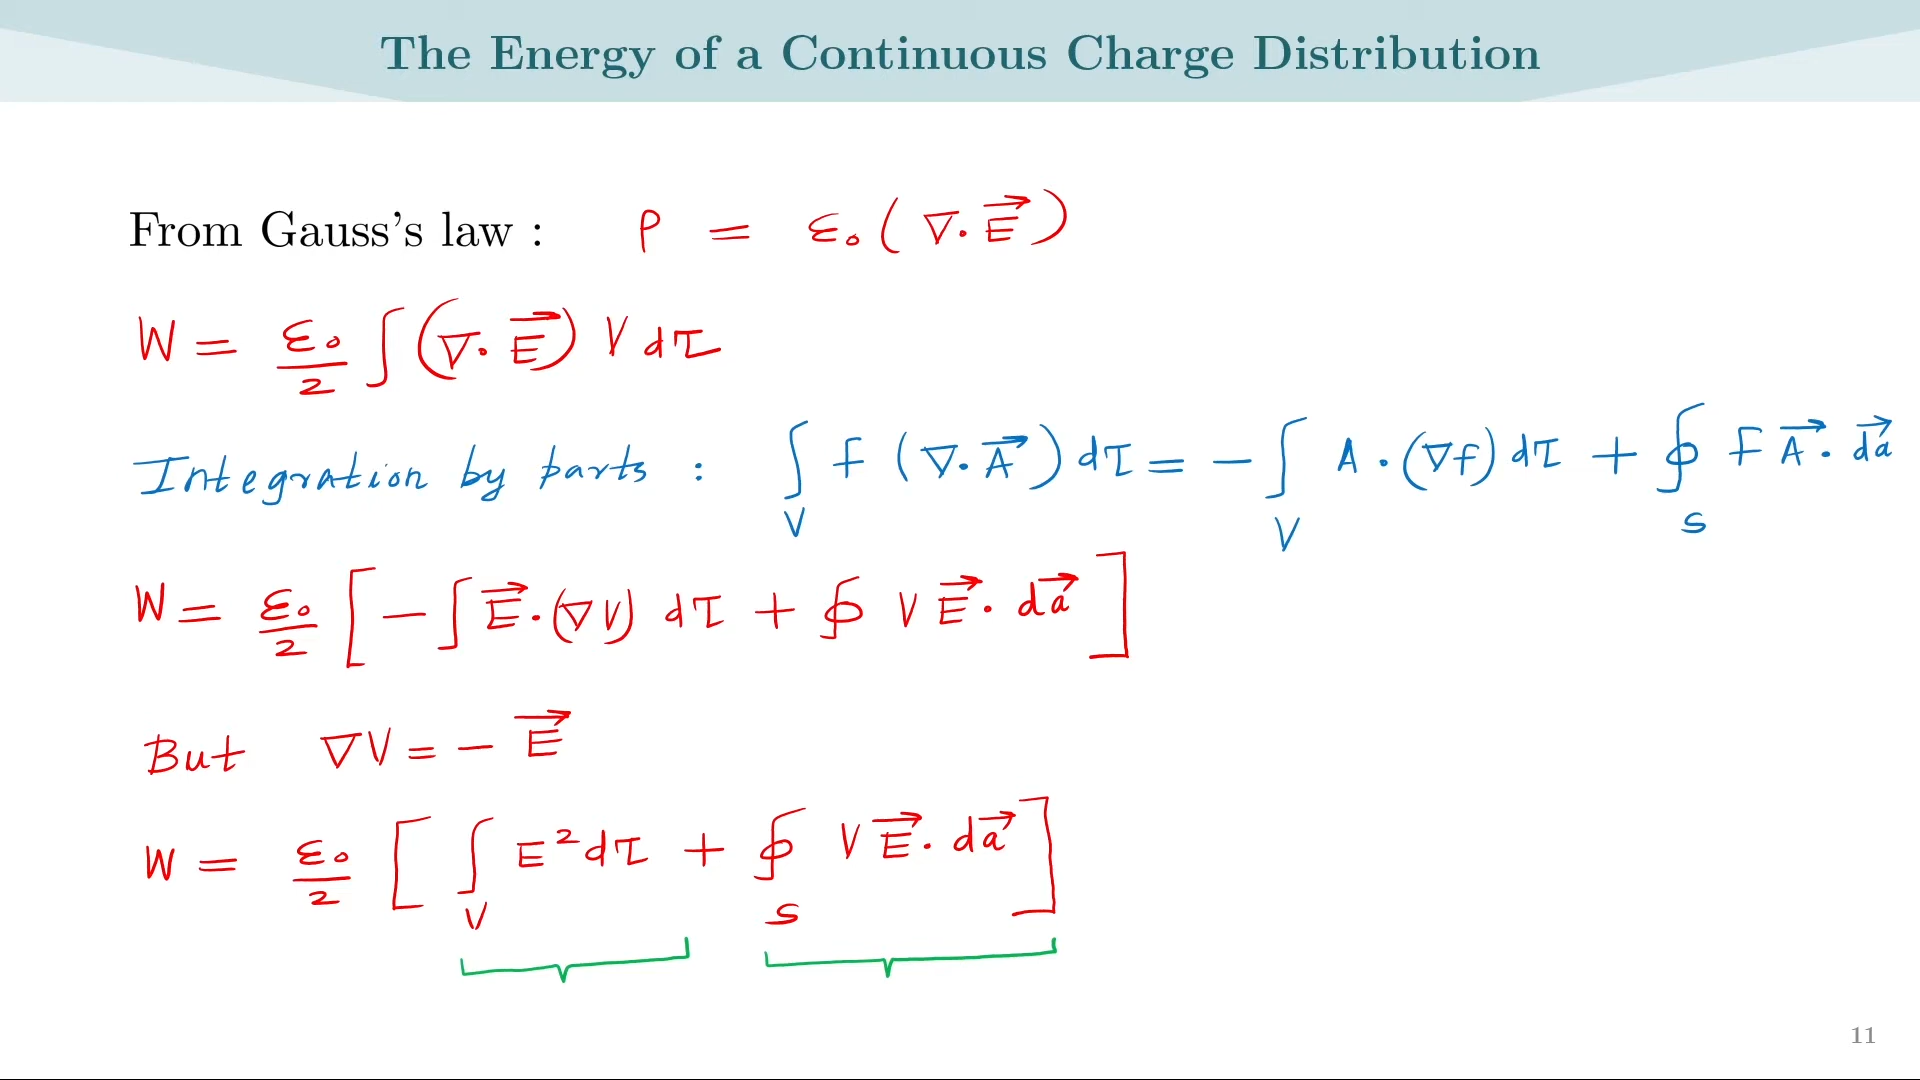 The Energy of a Continuous Charge Distribution
From Gauss's law : ρ = ε₀ ( ∇·E⃗ )
W = ε₀/2 ∫ (∇·E⃗) V dτ
Integration by parts : ∫_V f (∇·A⃗) dτ = − ∫_V A·(∇f) dτ + ∮_S f A⃗·da⃗
W = ε₀/2 [ − ∫ E⃗·(∇V) dτ + ∮ V E⃗·da⃗ ]
But ∇V = − E⃗
W = ε₀/2 [ ∫_V E² dτ + ∮_S V E⃗·da⃗ ]
11